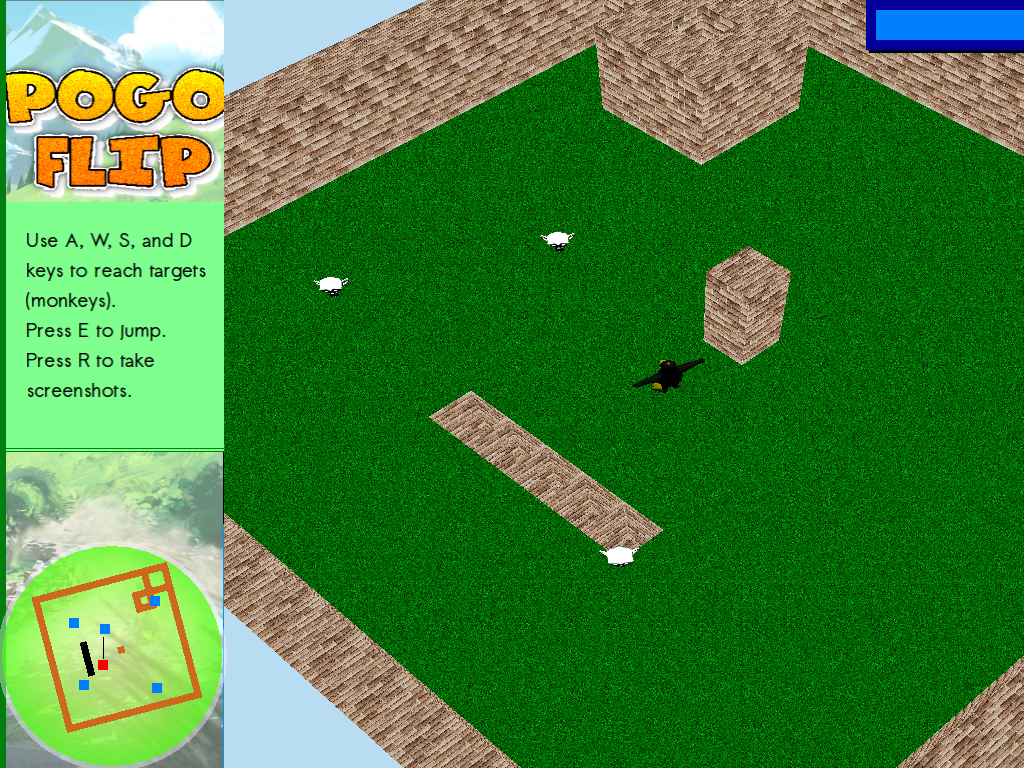 POGO
FLIP
Use A, W, S, and D
keys to reach targets
(monkeys).
Press E to jump.
Press R to take
screenshots.